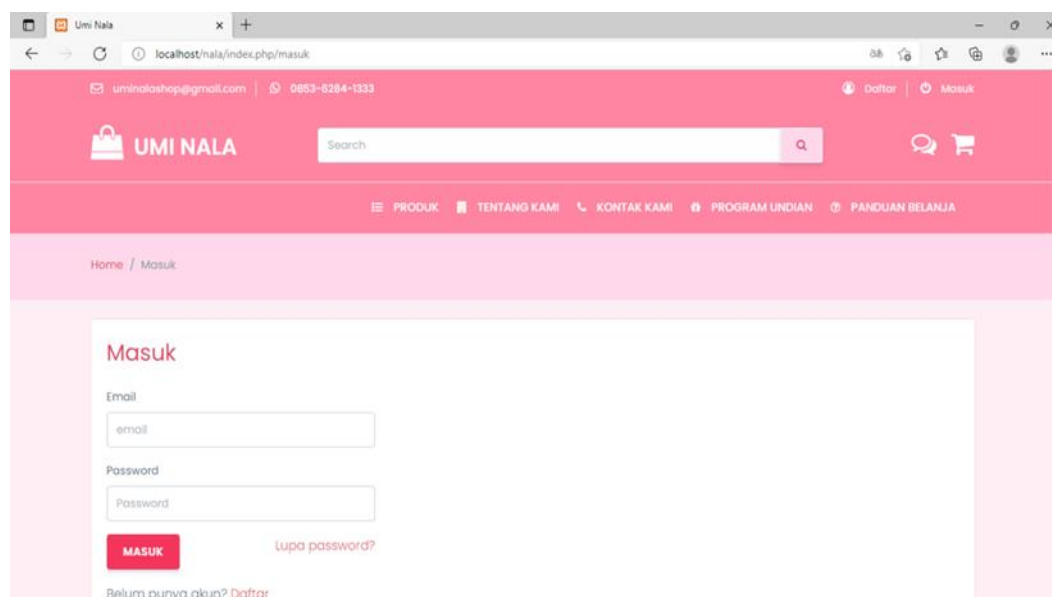 Umi Nala
localhost/nala/index.php/masuk
uminalashop@gmail.com | 0853-6264-1333 Daftar | Masuk
UMI NALA Search
PRODUK TENTANG KAMI KONTAK KAMI PROGRAM UNDIAN PANDUAN BELANJA
Home / Masuk
Masuk
Email
email
Password
Password
MASUK Lupa password?
Belum punya akun? Daftar